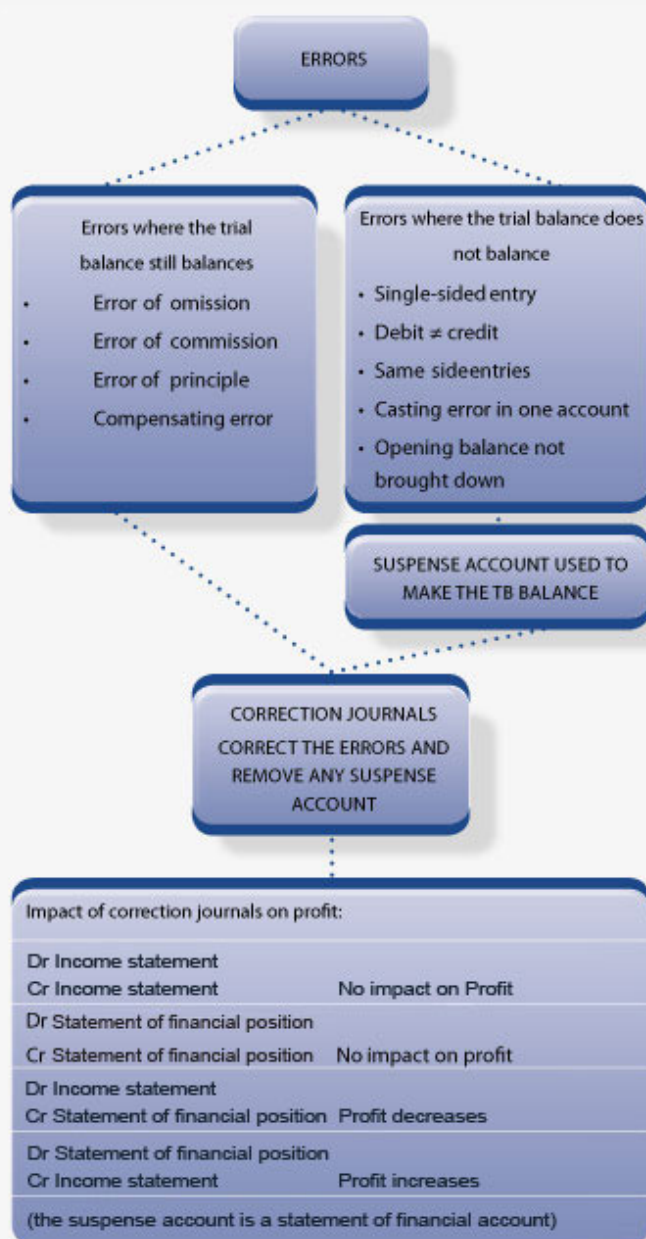 ERRORS
Errors where the trial
balance still balances
• Error of omission
• Error of commission
• Error of principle
• Compensating error
Errors where the trial balance does
not balance
• Single-sided entry
• Debit ≠ credit
• Same sideentries
• Casting error in one account
• Opening balance not
brought down
SUSPENSE ACCOUNT USED TO
MAKE THE TB BALANCE
CORRECTION JOURNALS
CORRECT THE ERRORS AND
REMOVE ANY SUSPENSE
ACCOUNT
Impact of correction journals on profit:
Dr Income statement
Cr Income statement No impact on Profit
Dr Statement of financial position
Cr Statement of financial position No impact on profit
Dr Income statement
Cr Statement of financial position Profit decreases
Dr Statement of financial position
Cr Income statement Profit increases
(the suspense account is a statement of financial account)